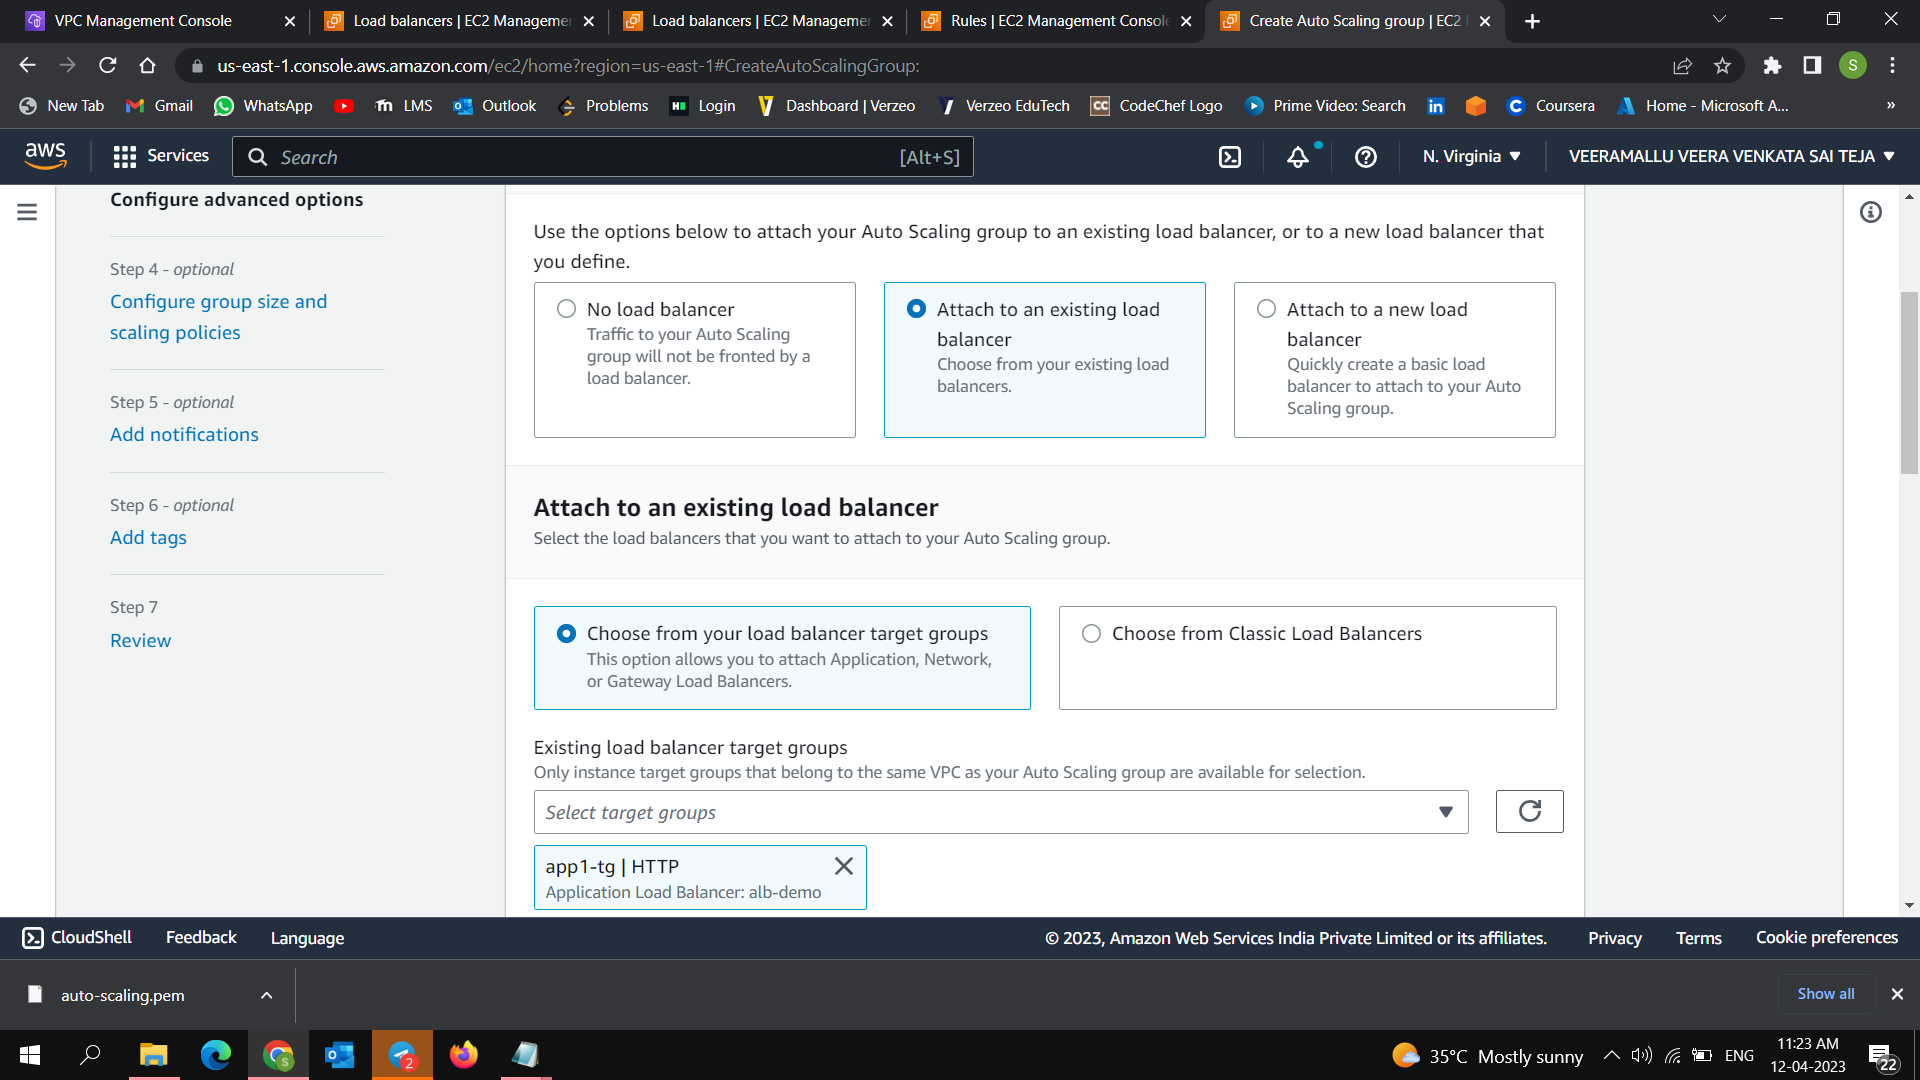 VPC Management Console
Load balancers | EC2 Managemen
Load balancers | EC2 Managemen
Rules | EC2 Management Console
Create Auto Scaling group | EC2 M
us-east-1.console.aws.amazon.com/ec2/home?region=us-east-1#CreateAutoScalingGroup:
S
New Tab
Gmail
WhatsApp
LMS
Outlook
Problems
Login
Dashboard | Verzeo
Verzeo EduTech
CodeChef Logo
Prime Video: Search
Coursera
Home - Microsoft A...
»
aws
Services
Search
[Alt+S]
N. Virginia
VEERAMALLU VEERA VENKATA SAI TEJA
Configure advanced options
Step 4 - optional
Configure group size and
scaling policies
Step 5 - optional
Add notifications
Step 6 - optional
Add tags
Step 7
Review
Use the options below to attach your Auto Scaling group to an existing load balancer, or to a new load balancer that
you define.
No load balancer
Traffic to your Auto Scaling
group will not be fronted by a
load balancer.
Attach to an existing load
balancer
Choose from your existing load
balancers.
Attach to a new load
balancer
Quickly create a basic load
balancer to attach to your Auto
Scaling group.
Attach to an existing load balancer
Select the load balancers that you want to attach to your Auto Scaling group.
Choose from your load balancer target groups
This option allows you to attach Application, Network,
or Gateway Load Balancers.
Choose from Classic Load Balancers
Existing load balancer target groups
Only instance target groups that belong to the same VPC as your Auto Scaling group are available for selection.
Select target groups
app1-tg | HTTP
Application Load Balancer: alb-demo
CloudShell
Feedback
Language
© 2023, Amazon Web Services India Private Limited or its affiliates.
Privacy
Terms
Cookie preferences
auto-scaling.pem
Show all
2
35°C Mostly sunny
ENG
11:23 AM
12-04-2023
22